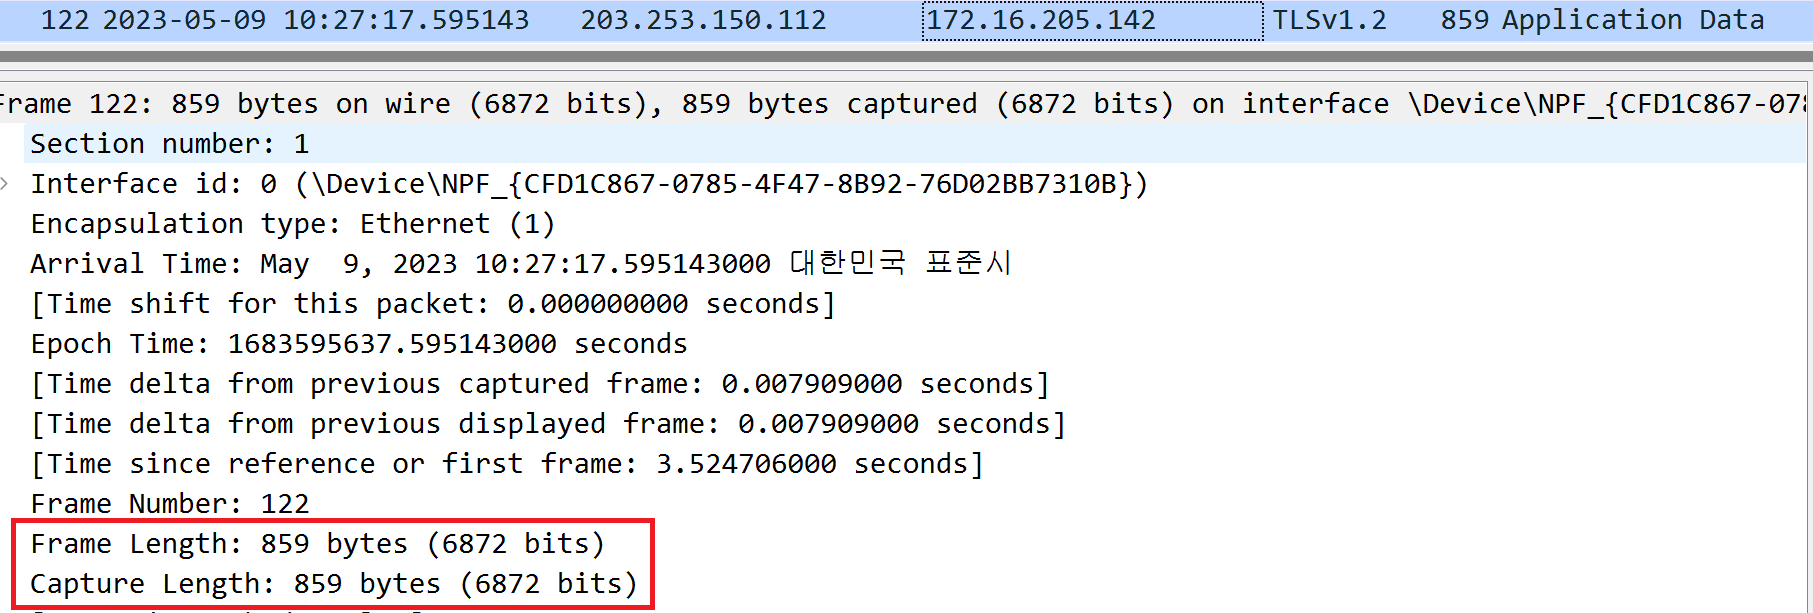 122 2023-05-09 10:27:17.595143 203.253.150.112 172.16.205.142 TLSv1.2 859 Application Data
Frame 122: 859 bytes on wire (6872 bits), 859 bytes captured (6872 bits) on interface \Device\NPF_{CFD1C867-078
Section number: 1
Interface id: 0 (\Device\NPF_{CFD1C867-0785-4F47-8B92-76D02BB7310B})
Encapsulation type: Ethernet (1)
Arrival Time: May  9, 2023 10:27:17.595143000 대한민국 표준시
[Time shift for this packet: 0.000000000 seconds]
Epoch Time: 1683595637.595143000 seconds
[Time delta from previous captured frame: 0.007909000 seconds]
[Time delta from previous displayed frame: 0.007909000 seconds]
[Time since reference or first frame: 3.524706000 seconds]
Frame Number: 122
Frame Length: 859 bytes (6872 bits)
Capture Length: 859 bytes (6872 bits)